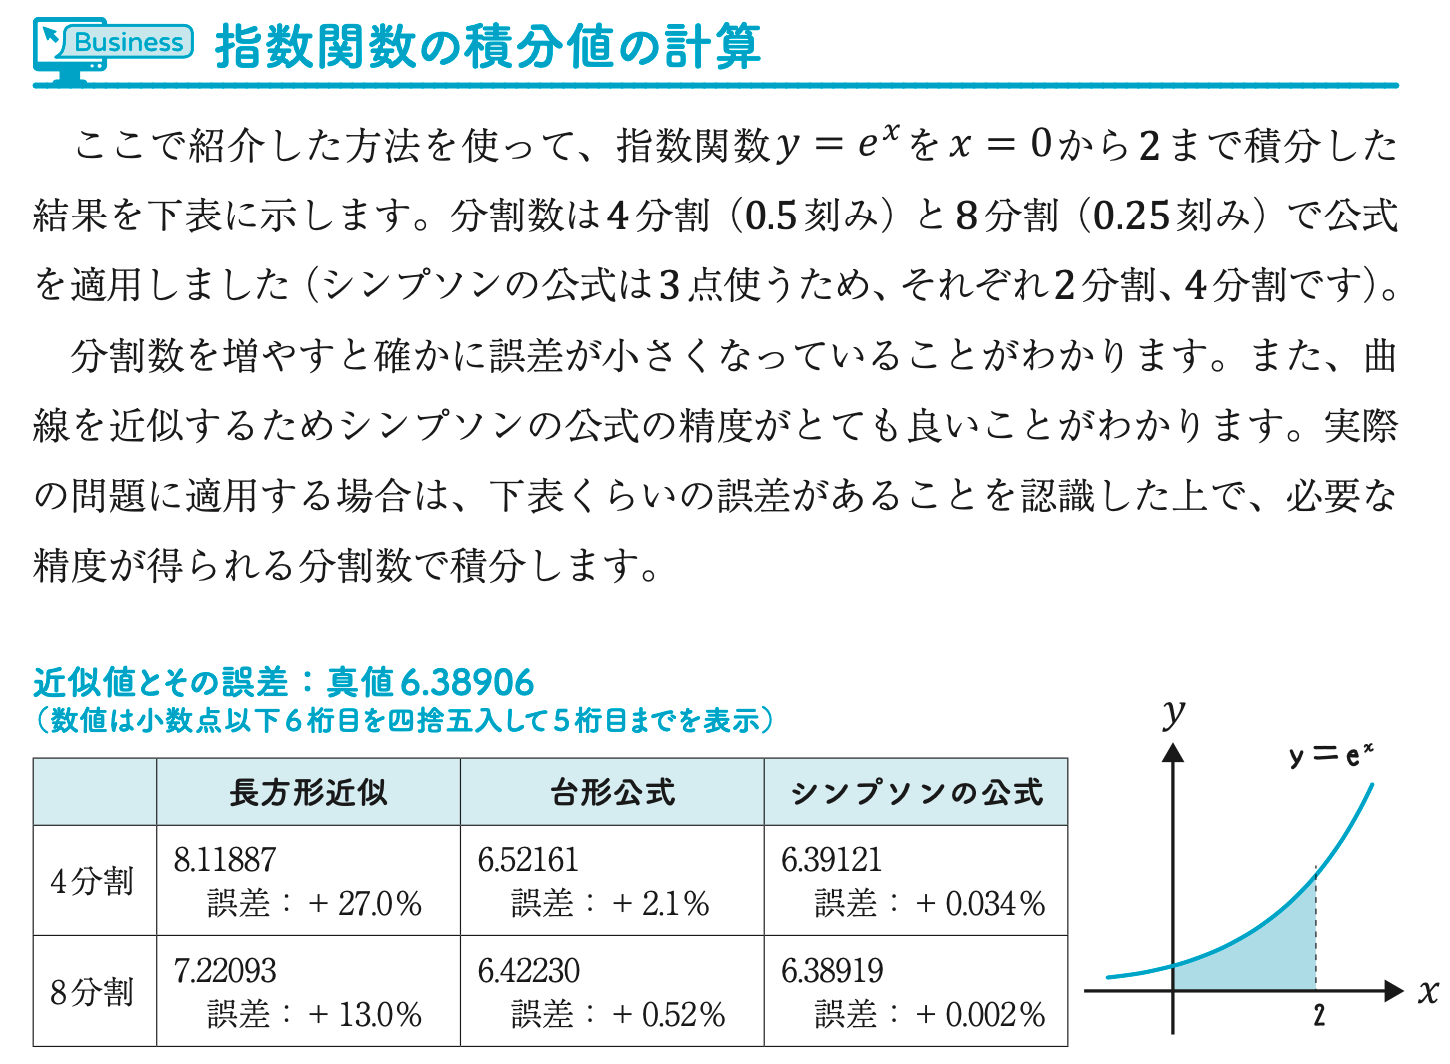 Business 指数関数の積分値の計算
ここで紹介した方法を使って、指数関数y = e^xをx = 0から2まで積分した
結果を下表に示します。分割数は4分割（0.5刻み）と8分割（0.25刻み）で公式
を適用しました（シンプソンの公式は3点使うため、それぞれ2分割、4分割です）。
分割数を増やすと確かに誤差が小さくなっていることがわかります。また、曲
線を近似するためシンプソンの公式の精度がとても良いことがわかります。実際
の問題に適用する場合は、下表くらいの誤差があることを認識した上で、必要な
精度が得られる分割数で積分します。
近似値とその誤差：真値6.38906
（数値は小数点以下6桁目を四捨五入して5桁目までを表示）
長方形近似 台形公式 シンプソンの公式
4分割
8.11887 6.52161 6.39121
誤差：+27.0% 誤差：+2.1% 誤差：+0.034%
8分割
7.22093 6.42230 6.38919
誤差：+13.0% 誤差：+0.52% 誤差：+0.002%
y
y = e^x
x
2